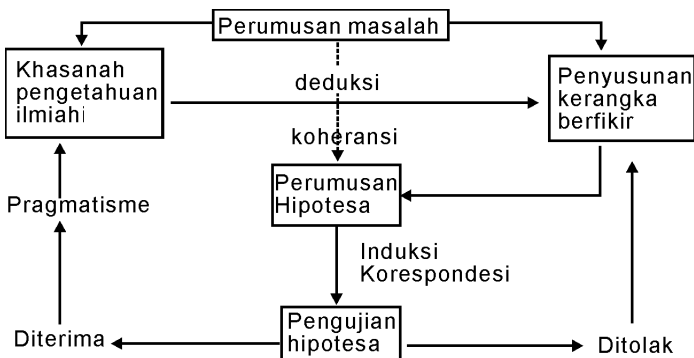 Perumusan masalah
Khasanah
pengetahuan
ilmiahi
deduksi
Penyusunan
kerangka
berfikir
koheransi
Perumusan
Hipotesa
Pragmatisme
Induksi
Korespondesi
Pengujian
hipotesa
Diterima
Ditolak